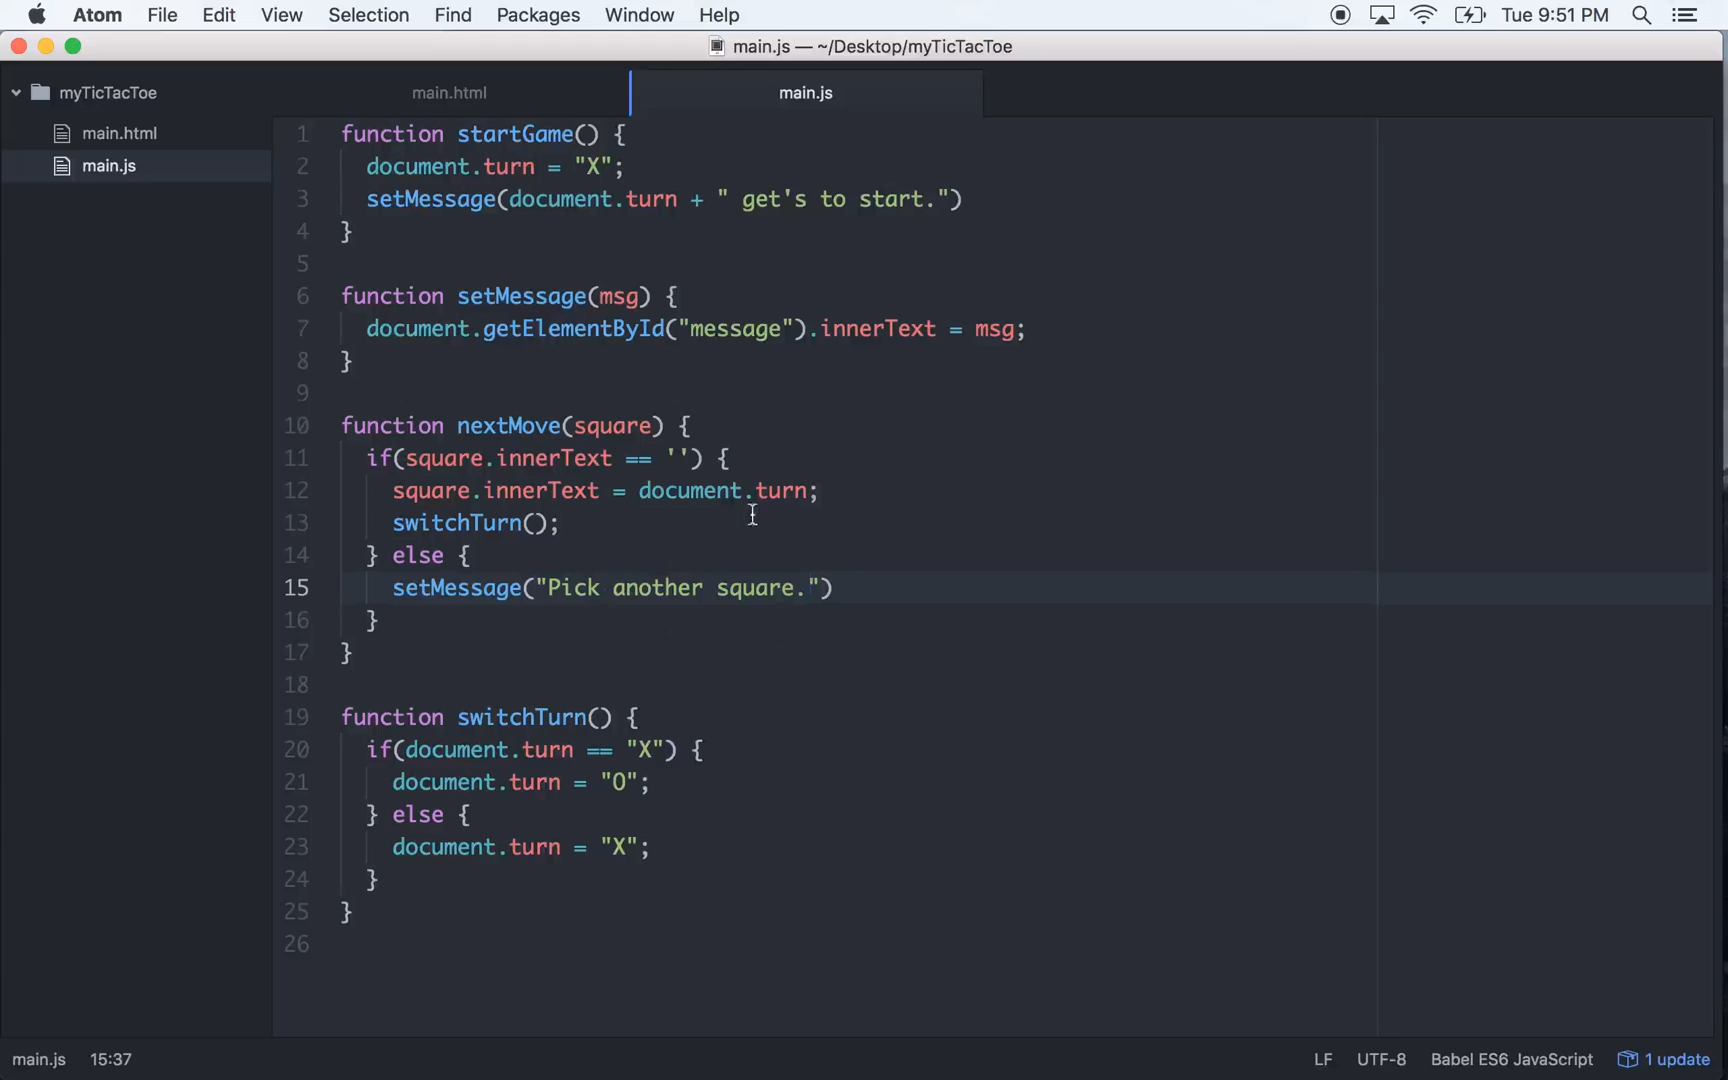 Atom File Edit View Selection Find Packages Window Help Tue 9:51 PM
main.js — ~/Desktop/myTicTacToe
myTicTacToe
main.html
main.js
main.html main.js
1 function startGame() {
2 document.turn = "X";
3 setMessage(document.turn + " get's to start.")
4 }
5
6 function setMessage(msg) {
7 document.getElementById("message").innerText = msg;
8 }
9
10 function nextMove(square) {
11 if(square.innerText == '') {
12 square.innerText = document.turn;
13 switchTurn();
14 } else {
15 setMessage("Pick another square.")
16 }
17 }
18
19 function switchTurn() {
20 if(document.turn == "X") {
21 document.turn = "O";
22 } else {
23 document.turn = "X";
24 }
25 }
26
main.js 15:37 LF UTF-8 Babel ES6 JavaScript 1 update